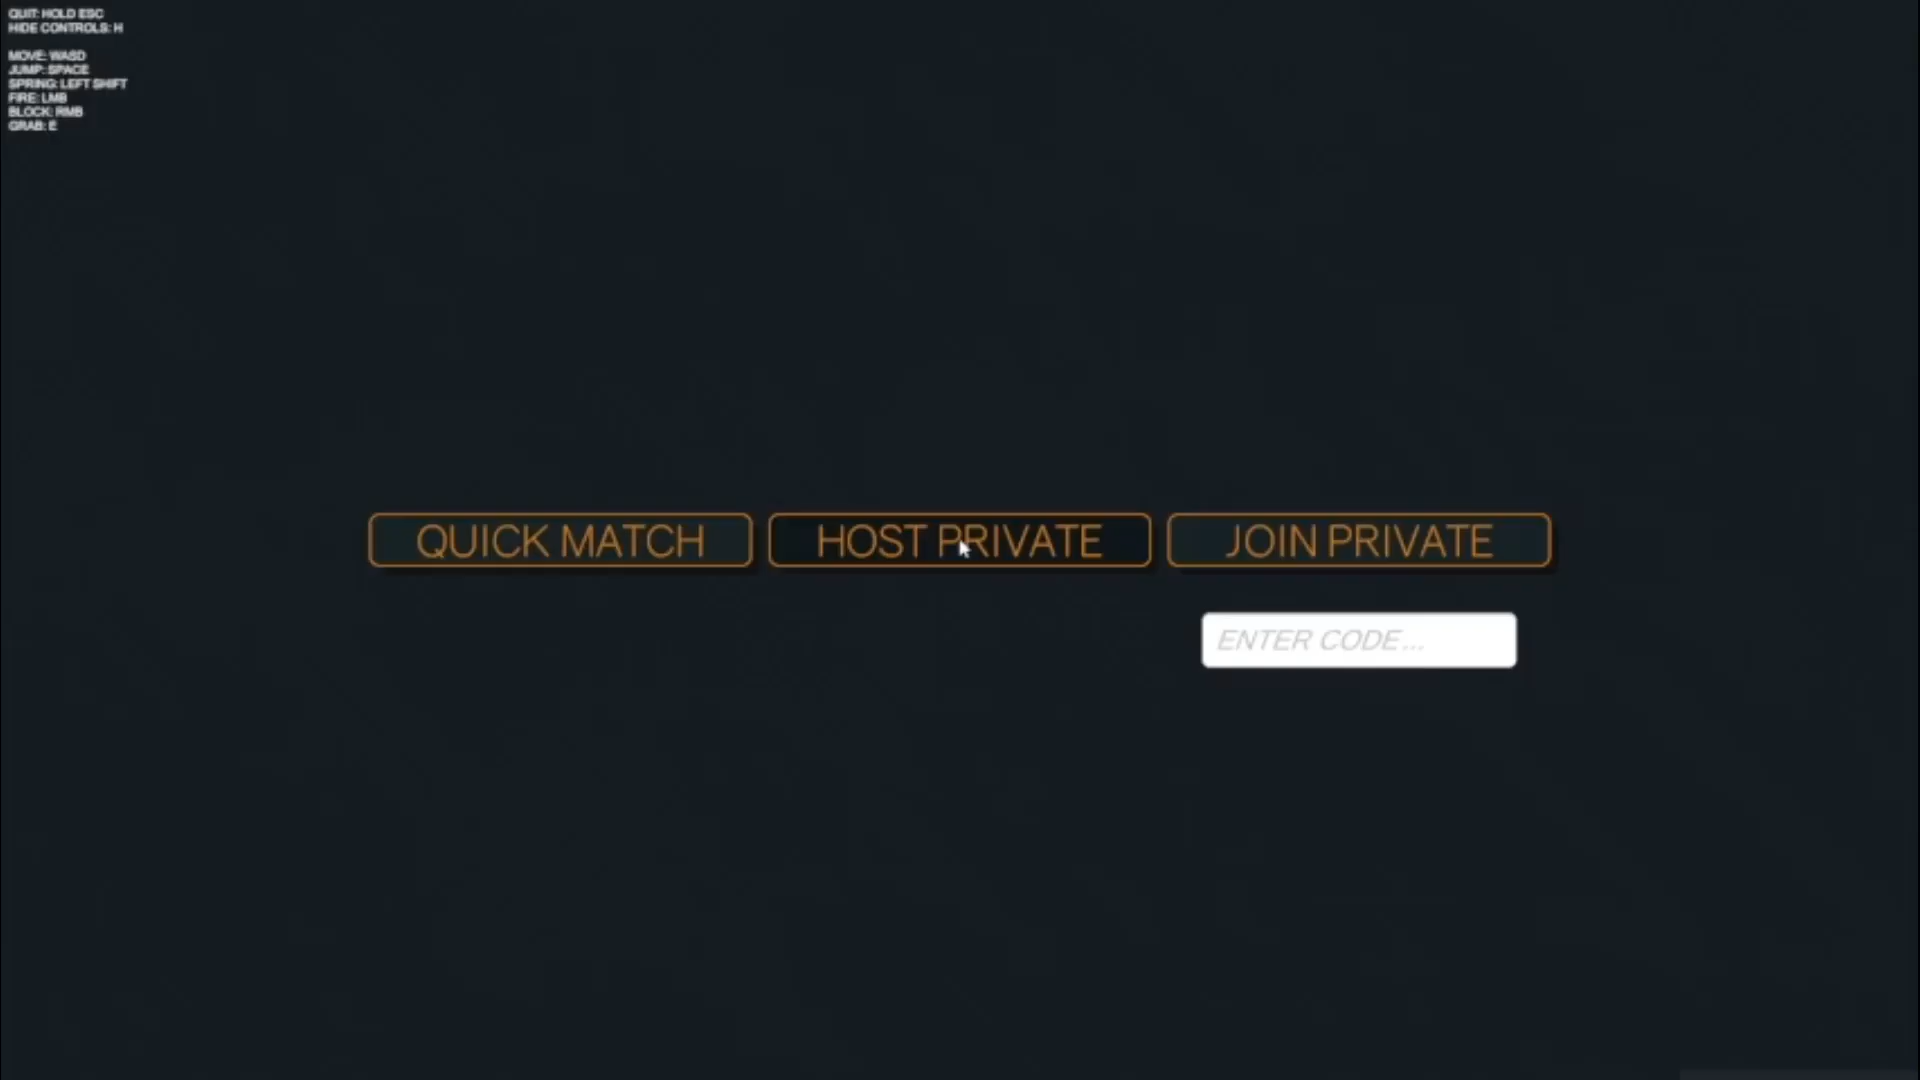 QUIT: HOLD ESC
HIDE CONTROLS: H
MOVE: WASD
JUMP: SPACE
SPRING: LEFT SHIFT
FIRE: LMB
BLOCK: RMB
GRAB: E
QUICK MATCH
HOST PRIVATE
JOIN PRIVATE
ENTER CODE...